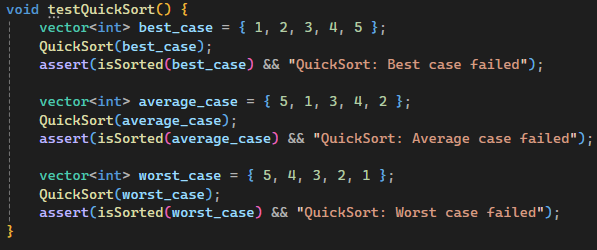 void testQuickSort() {
    vector<int> best_case = { 1, 2, 3, 4, 5 };
    QuickSort(best_case);
    assert(isSorted(best_case) && "QuickSort: Best case failed");

    vector<int> average_case = { 5, 1, 3, 4, 2 };
    QuickSort(average_case);
    assert(isSorted(average_case) && "QuickSort: Average case failed");

    vector<int> worst_case = { 5, 4, 3, 2, 1 };
    QuickSort(worst_case);
    assert(isSorted(worst_case) && "QuickSort: Worst case failed");
}